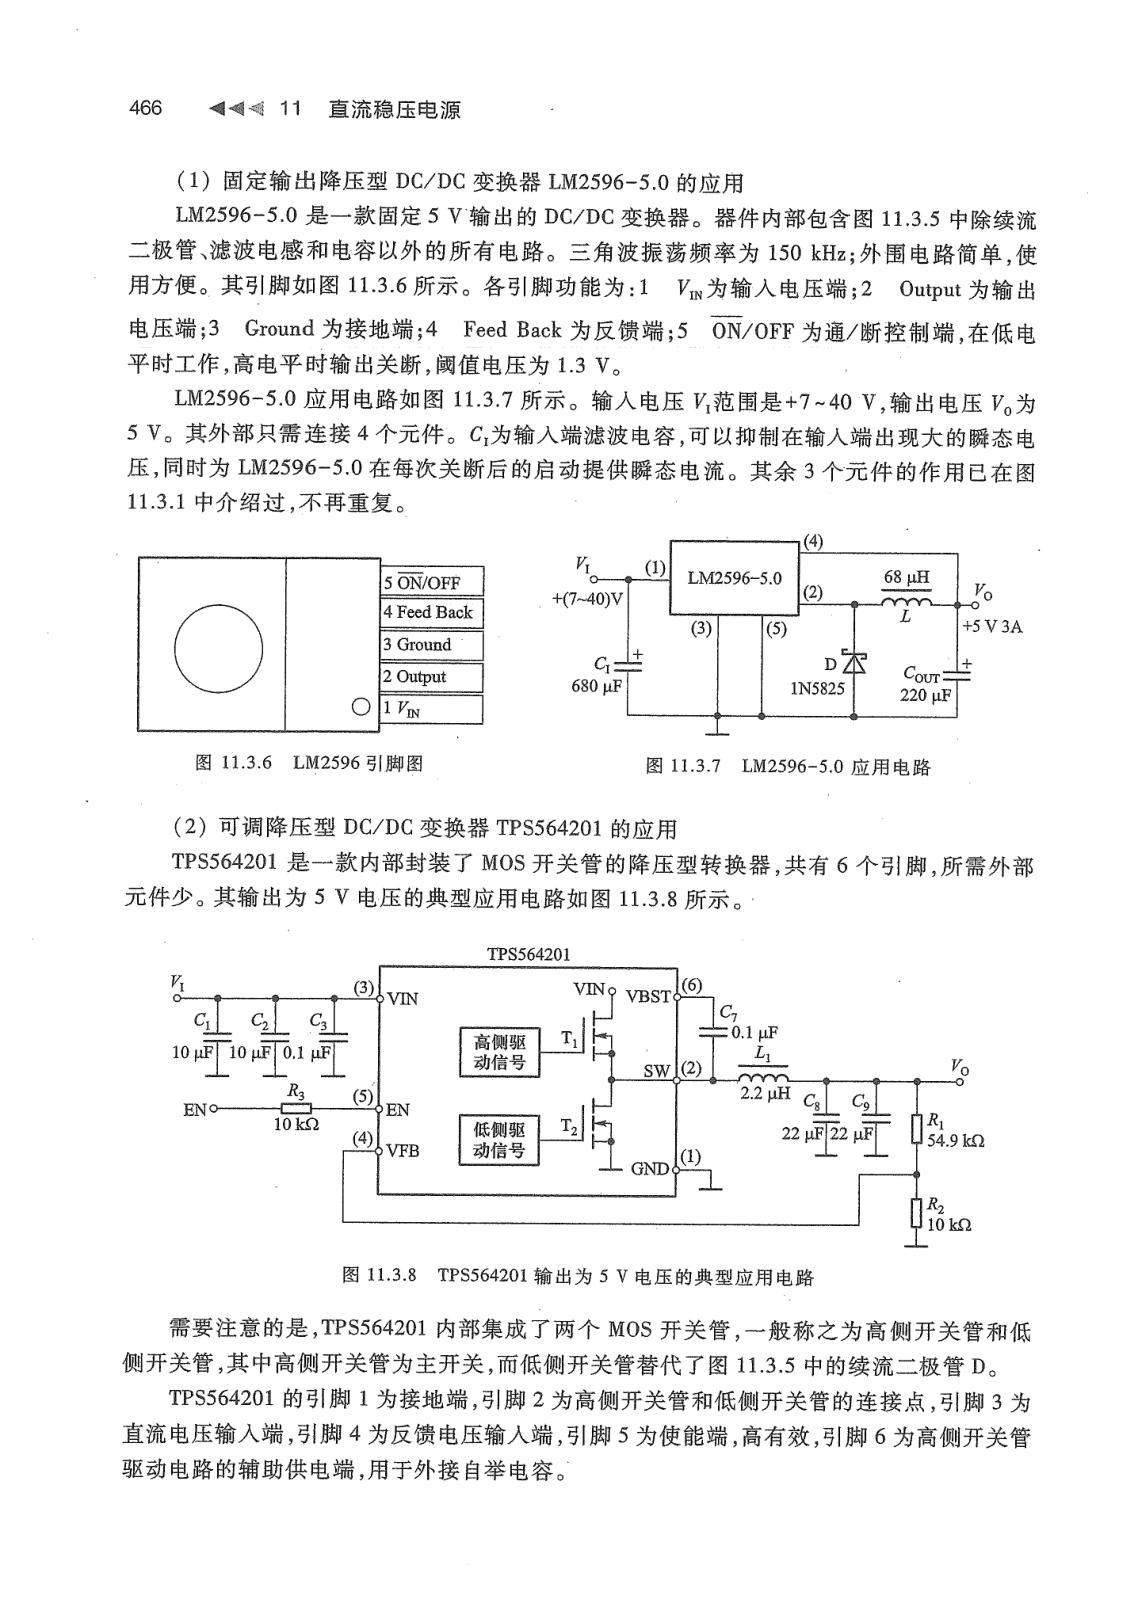 466 ◀◀◀ 11 直流稳压电源
(1) 固定输出降压型 DC/DC 变换器 LM2596-5.0 的应用
LM2596-5.0 是一款固定 5 V 输出的 DC/DC 变换器。器件内部包含图 11.3.5 中除续流
二极管、滤波电感和电容以外的所有电路。三角波振荡频率为 150 kHz;外围电路简单,使
用方便。其引脚如图 11.3.6 所示。各引脚功能为:1 V_IN为输入电压端;2 Output 为输出
电压端;3 Ground 为接地端;4 Feed Back 为反馈端;5 O̅N̅/OFF 为通/断控制端,在低电
平时工作,高电平时输出关断,阈值电压为 1.3 V。
LM2596-5.0 应用电路如图 11.3.7 所示。输入电压 V_I范围是+7~40 V,输出电压 V_O为
5 V。其外部只需连接 4 个元件。C_I为输入端滤波电容,可以抑制在输入端出现大的瞬态电
压,同时为 LM2596-5.0 在每次关断后的启动提供瞬态电流。其余 3 个元件的作用已在图
11.3.1 中介绍过,不再重复。
5 O̅N̅/OFF
4 Feed Back
3 Ground
2 Output
1 V_IN
图 11.3.6 LM2596 引脚图
V_I
+(7~40)V
(1)
LM2596-5.0
(4)
(2)
(3)
(5)
68 μH
L
V_O
+5 V 3A
C_I
+
680 μF
D
1N5825
C_OUT
+
220 μF
图 11.3.7 LM2596-5.0 应用电路
(2) 可调降压型 DC/DC 变换器 TPS564201 的应用
TPS564201 是一款内部封装了 MOS 开关管的降压型转换器,共有 6 个引脚,所需外部
元件少。其输出为 5 V 电压的典型应用电路如图 11.3.8 所示。
TPS564201
V_I
(3)
VIN
C_1
10 μF
C_2
10 μF
C_3
0.1 μF
EN
R_3
10 kΩ
(5)
EN
(4)
VFB
高侧驱
动信号
低侧驱
动信号
VIN
T_1
T_2
VBST
(6)
SW
(2)
GND
(1)
C_7
0.1 μF
L_1
2.2 μH
C_8
22 μF
C_9
22 μF
V_O
R_1
54.9 kΩ
R_2
10 kΩ
图 11.3.8 TPS564201 输出为 5 V 电压的典型应用电路
需要注意的是,TPS564201 内部集成了两个 MOS 开关管,一般称之为高侧开关管和低
侧开关管,其中高侧开关管为主开关,而低侧开关管替代了图 11.3.5 中的续流二极管 D。
TPS564201 的引脚 1 为接地端,引脚 2 为高侧开关管和低侧开关管的连接点,引脚 3 为
直流电压输入端,引脚 4 为反馈电压输入端,引脚 5 为使能端,高有效,引脚 6 为高侧开关管
驱动电路的辅助供电端,用于外接自举电容。